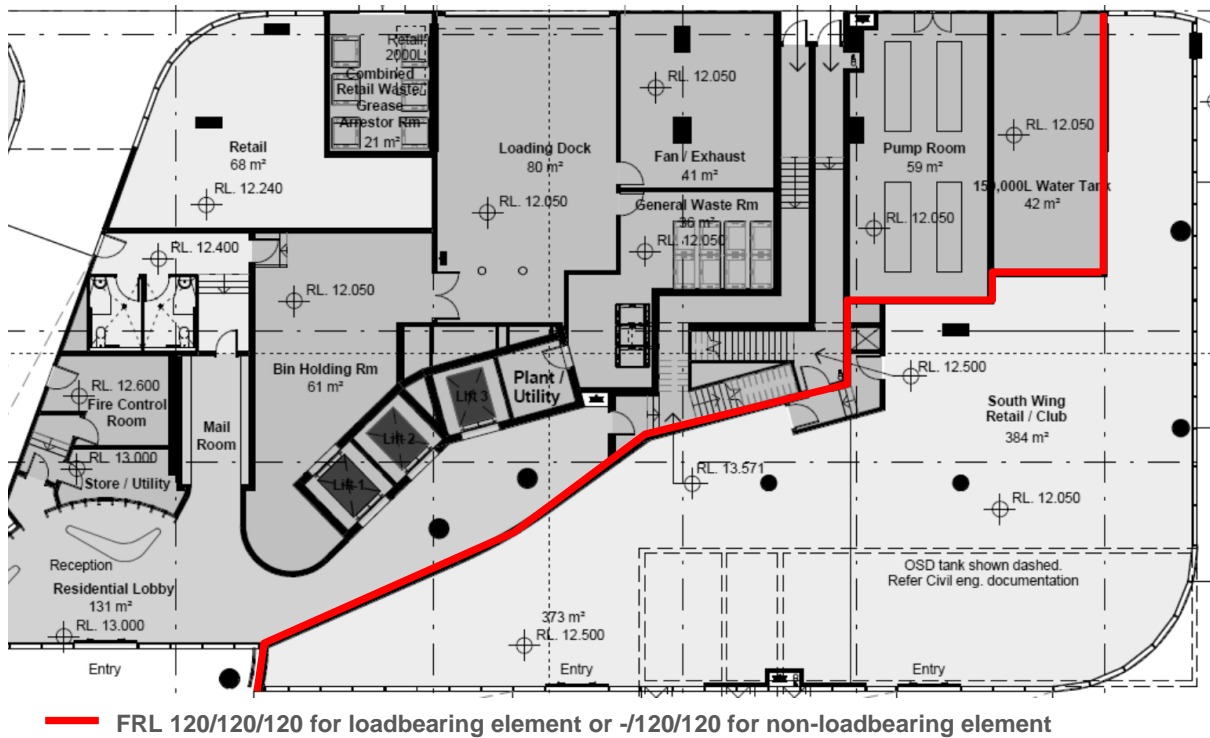 Retail
2000L
Combined
Retail Waste/
Grease
Arrestor Rm
21 m²
RL. 12.050
RL. 12.050
Retail
68 m²
Loading Dock
80 m²
Fan / Exhaust
41 m²
Pump Room
59 m²
150,000L Water Tank
42 m²
RL. 12.240
RL. 12.050
General Waste Rm
36 m²
RL. 12.050
RL. 12.050
RL. 12.400
RL. 12.050
Bin Holding Rm
61 m²
Plant /
Utility
Lift 3
Lift 2
Lift 1
RL. 12.500
RL. 12.600
Fire Control
Room
Mail
Room
South Wing
Retail / Club
384 m²
RL. 13.000
Store / Utility
RL. 13.571
RL. 12.050
Reception
Residential Lobby
131 m²
RL. 13.000
OSD tank shown dashed.
Refer Civil eng. documentation
373 m²
RL. 12.500
Entry
Entry
Entry
FRL 120/120/120 for loadbearing element or -/120/120 for non-loadbearing element